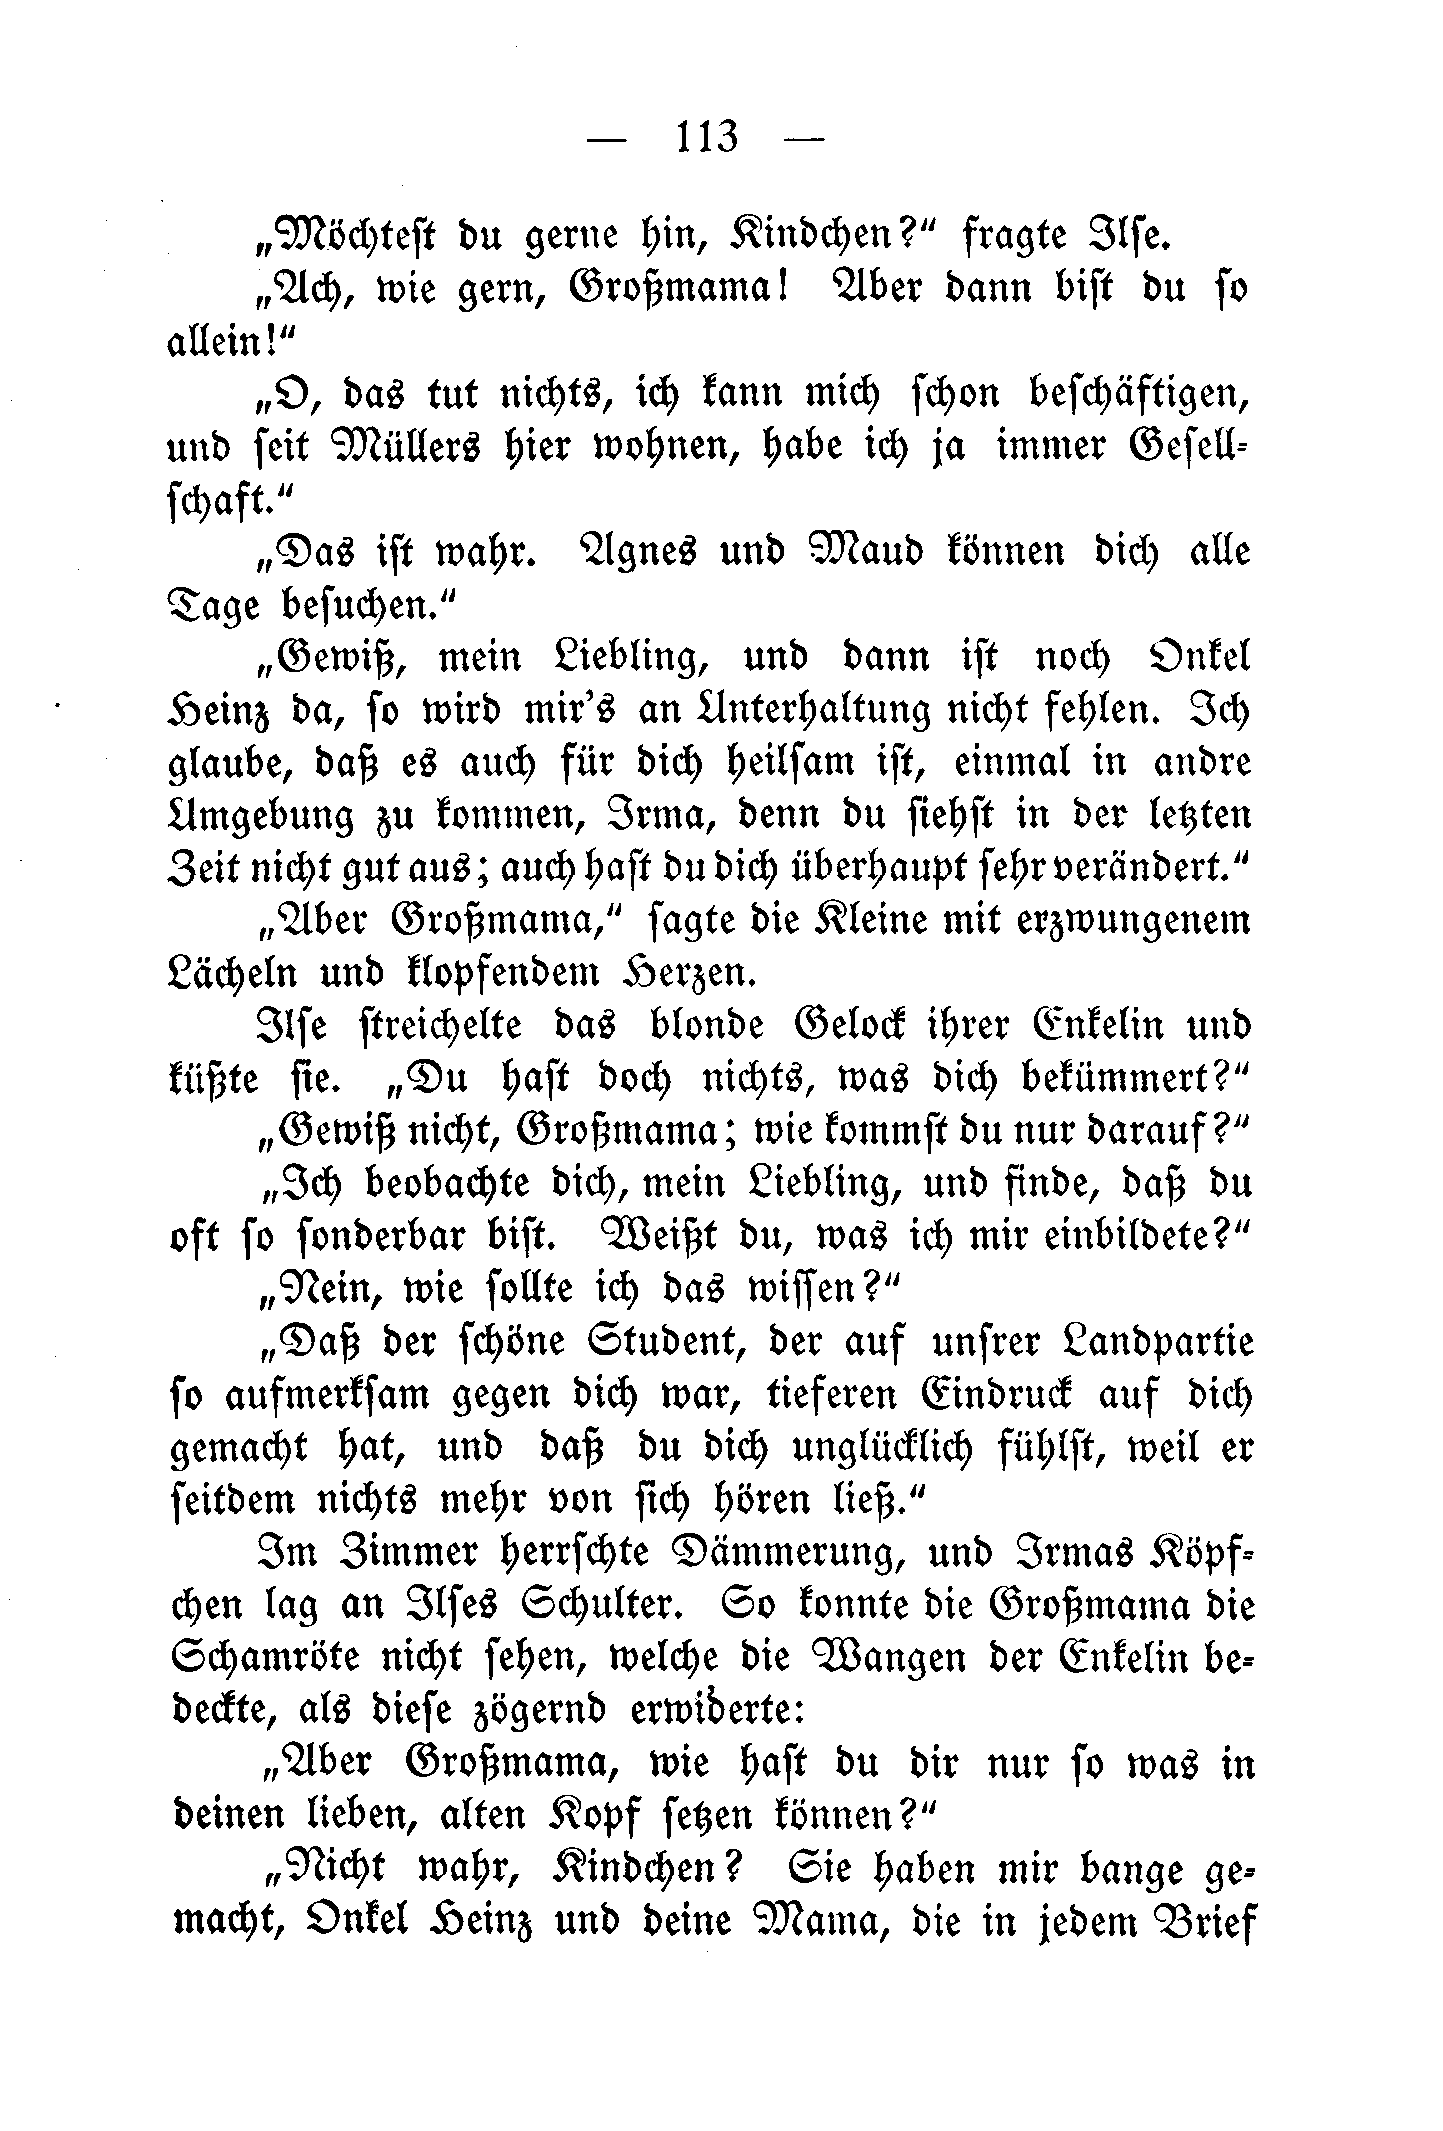 — 113 —
„Möchtest du gerne hin, Kindchen?“ fragte Ilse.
„Ach, wie gern, Großmama! Aber dann bist du so
allein!“
„O, das tut nichts, ich kann mich schon beschäftigen,
und seit Müllers hier wohnen, habe ich ja immer Gesell-
schaft.“
„Das ist wahr. Agnes und Maud können dich alle
Tage besuchen.“
„Gewiß, mein Liebling, und dann ist noch Onkel
Heinz da, so wird mir's an Unterhaltung nicht fehlen. Ich
glaube, daß es auch für dich heilsam ist, einmal in andre
Umgebung zu kommen, Irma, denn du siehst in der letzten
Zeit nicht gut aus; auch hast du dich überhaupt sehr verändert.“
„Aber Großmama,“ sagte die Kleine mit erzwungenem
Lächeln und klopfendem Herzen.
Ilse streichelte das blonde Gelock ihrer Enkelin und
küßte sie. „Du hast doch nichts, was dich bekümmert?“
„Gewiß nicht, Großmama; wie kommst du nur darauf?“
„Ich beobachte dich, mein Liebling, und finde, daß du
oft so sonderbar bist. Weißt du, was ich mir einbildete?“
„Nein, wie sollte ich das wissen?“
„Daß der schöne Student, der auf unsrer Landpartie
so aufmerksam gegen dich war, tieferen Eindruck auf dich
gemacht hat, und daß du dich unglücklich fühlst, weil er
seitdem nichts mehr von sich hören ließ.“
Im Zimmer herrschte Dämmerung, und Irmas Köpf-
chen lag an Ilses Schulter. So konnte die Großmama die
Schamröte nicht sehen, welche die Wangen der Enkelin be-
deckte, als diese zögernd erwiderte:
„Aber Großmama, wie hast du dir nur so was in
deinen lieben, alten Kopf setzen können?“
„Nicht wahr, Kindchen? Sie haben mir bange ge-
macht, Onkel Heinz und deine Mama, die in jedem Brief